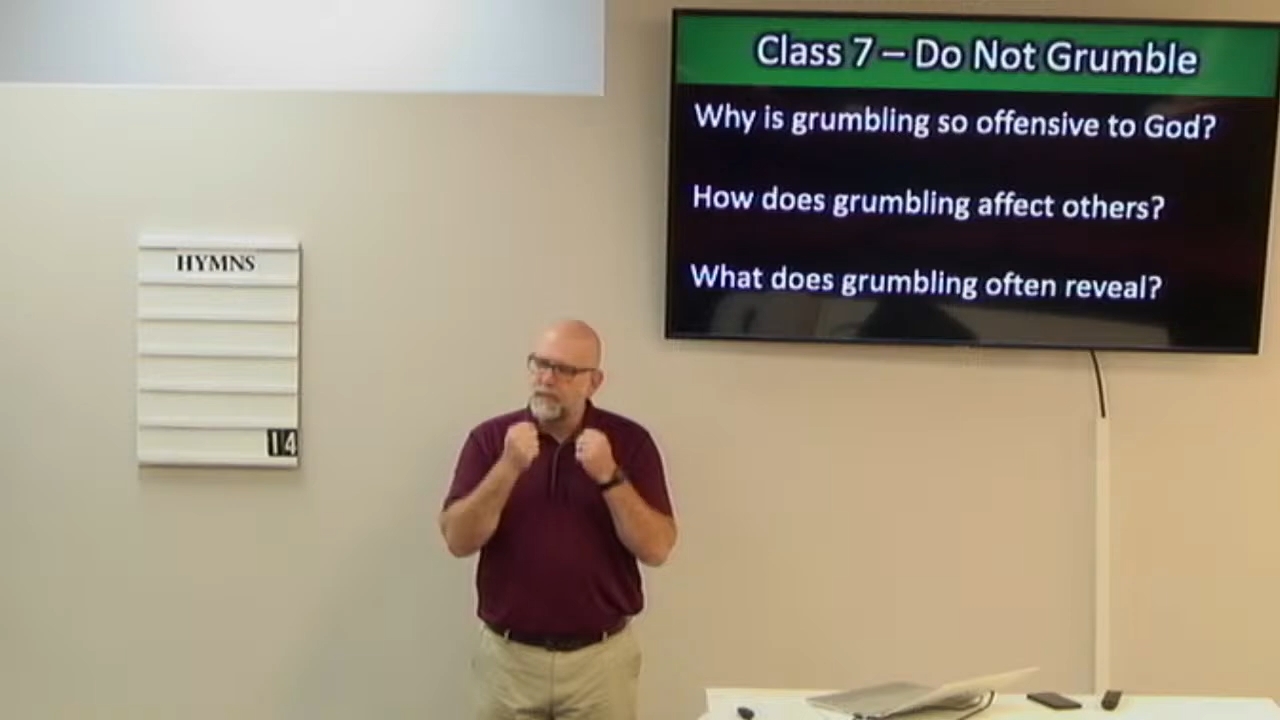 Class 7 – Do Not Grumble
Why is grumbling so offensive to God?
How does grumbling affect others?
What does grumbling often reveal?
HYMNS
14